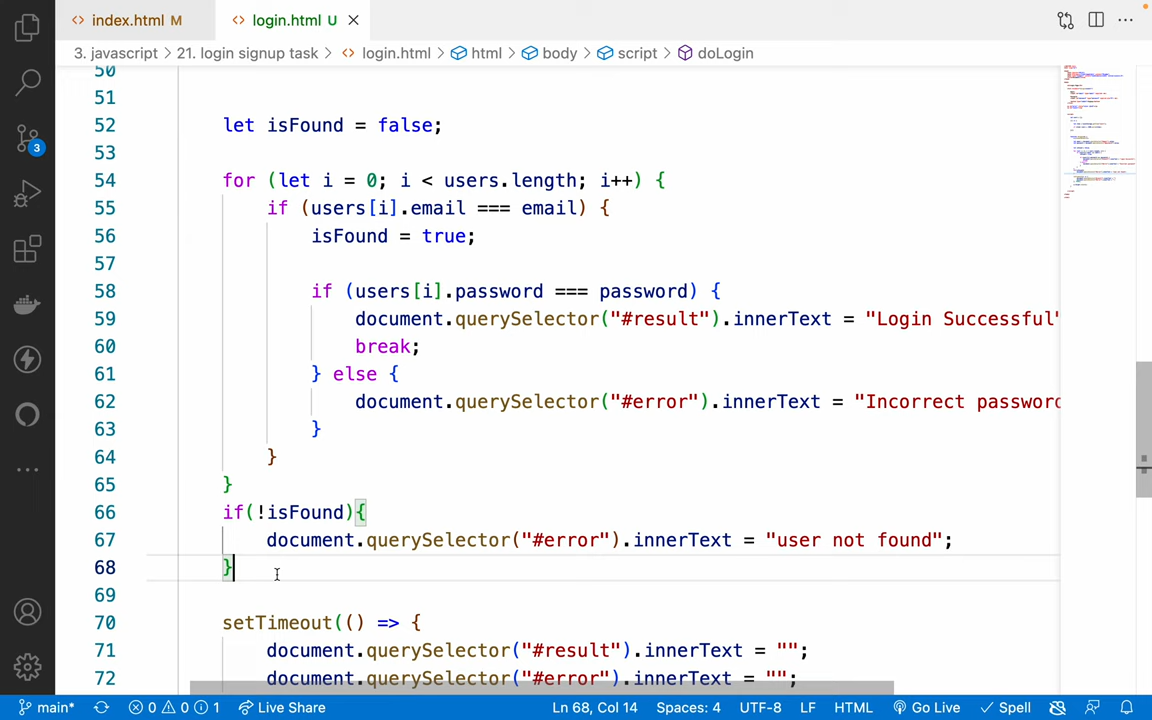 index.html M
login.html U
3. javascript > 21. login signup task > login.html > html > body > script > doLogin
50
51
52 let isFound = false;
53
54 for (let i = 0; i < users.length; i++) {
55 if (users[i].email === email) {
56 isFound = true;
57
58 if (users[i].password === password) {
59 document.querySelector("#result").innerText = "Login Successful"
60 break;
61 } else {
62 document.querySelector("#error").innerText = "Incorrect password
63 }
64 }
65 }
66 if(!isFound){
67 document.querySelector("#error").innerText = "user not found";
68 }
69
70 setTimeout(() => {
71 document.querySelector("#result").innerText = "";
72 document.querySelector("#error").innerText = "";
3
main* 0 0 1 Live Share Ln 68, Col 14 Spaces: 4 UTF-8 LF HTML Go Live Spell